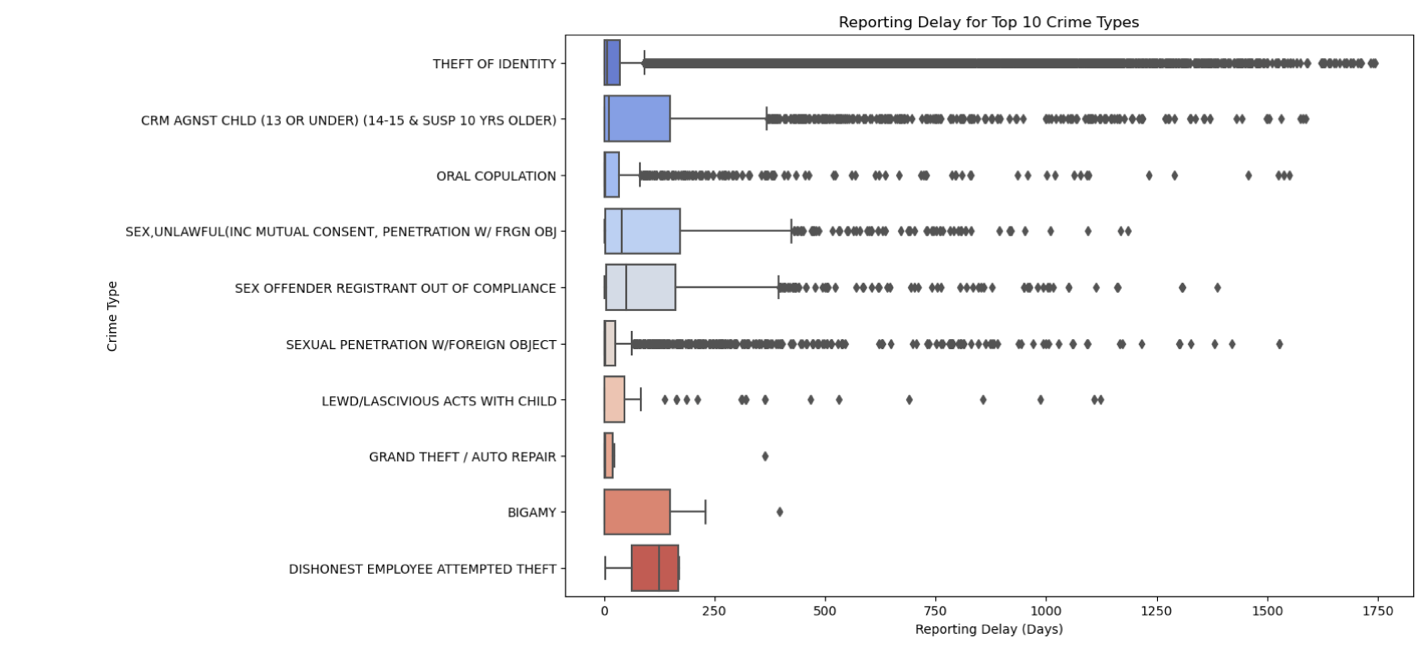 Reporting Delay for Top 10 Crime Types
THEFT OF IDENTITY
CRM AGNST CHLD (13 OR UNDER) (14-15 & SUSP 10 YRS OLDER)
ORAL COPULATION
SEX,UNLAWFUL(INC MUTUAL CONSENT, PENETRATION W/ FRGN OBJ
SEX OFFENDER REGISTRANT OUT OF COMPLIANCE
SEXUAL PENETRATION W/FOREIGN OBJECT
LEWD/LASCIVIOUS ACTS WITH CHILD
GRAND THEFT / AUTO REPAIR
BIGAMY
DISHONEST EMPLOYEE ATTEMPTED THEFT
Crime Type
0 250 500 750 1000 1250 1500 1750
Reporting Delay (Days)